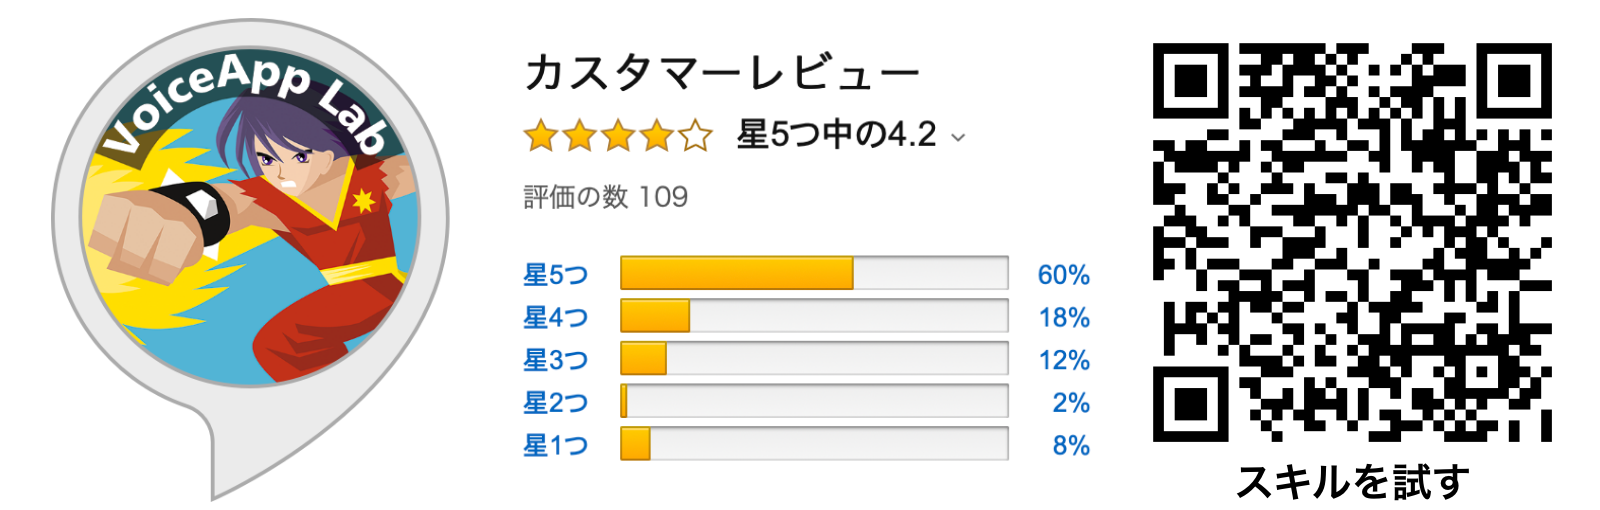 VoiceApp Lab
カスタマーレビュー
星5つ中の4.2
評価の数 109
星5つ 60%
星4つ 18%
星3つ 12%
星2つ 2%
星1つ 8%
スキルを試す